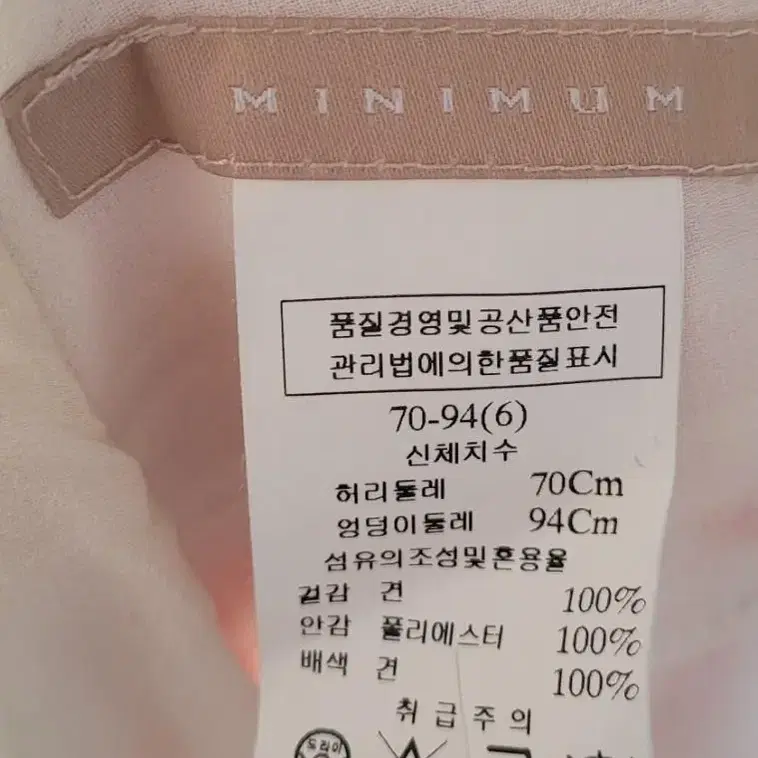 MINIMUM
품질경영및공산품안전
관리법에의한품질표시
70-94(6)
신체치수
허리둘레 70Cm
엉덩이둘레 94Cm
섬유의조성및혼용율
겉감 견 100%
안감 폴리에스터 100%
배색 견 100%
취급주의
드라이